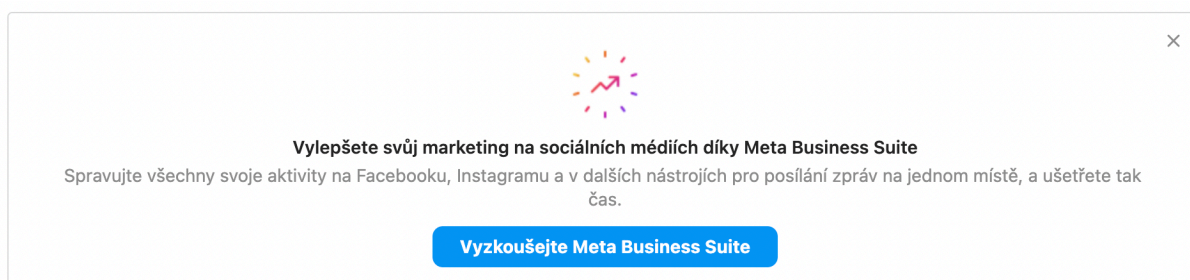 Vylepšete svůj marketing na sociálních médiích díky Meta Business Suite
Spravujte všechny svoje aktivity na Facebooku, Instagramu a v dalších nástrojích pro posílání zpráv na jednom místě, a ušetřete tak
čas.
Vyzkoušejte Meta Business Suite